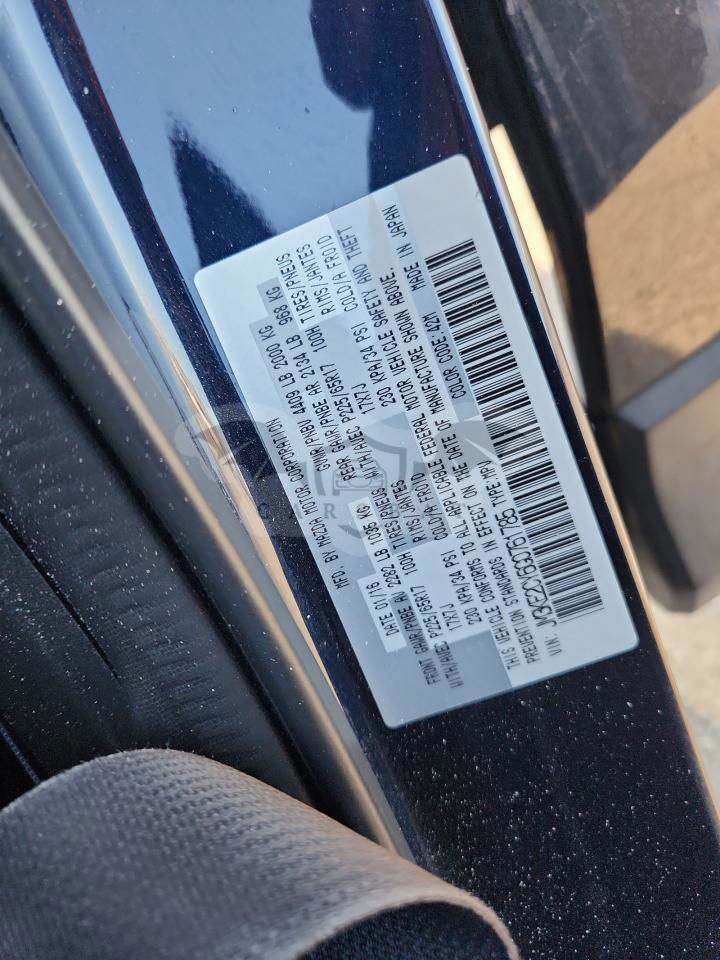 MFD. BY MAZDA MOTOR CORPORATION
DATE 01/16 GVWR/PNBV 4409 LB 2000 KG
FRONT GAWR/PNBE AV 2282 LB 1035 KG REAR GAWR/PNBE AR 2134 LB 968 KG
WITH/AVEC P225/65R17 100H TIRES/PNEUS WITH/AVEC P225/65R17 100H TIRES/PNEUS
17X7J RIMS/JANTES 17X7J RIMS/JANTES
230 KPA/34 PSI COLD/A FROID 230 KPA/34 PSI COLD/A FROID
THIS VEHICLE CONFORMS TO ALL APPLICABLE FEDERAL MOTOR VEHICLE SAFETY AND THEFT
PREVENTION STANDARDS IN EFFECT ON THE DATE OF MANUFACTURE SHOWN ABOVE.
VIN: TYPE:MPV COLOR CODE:42M MADE IN JAPAN
CAR